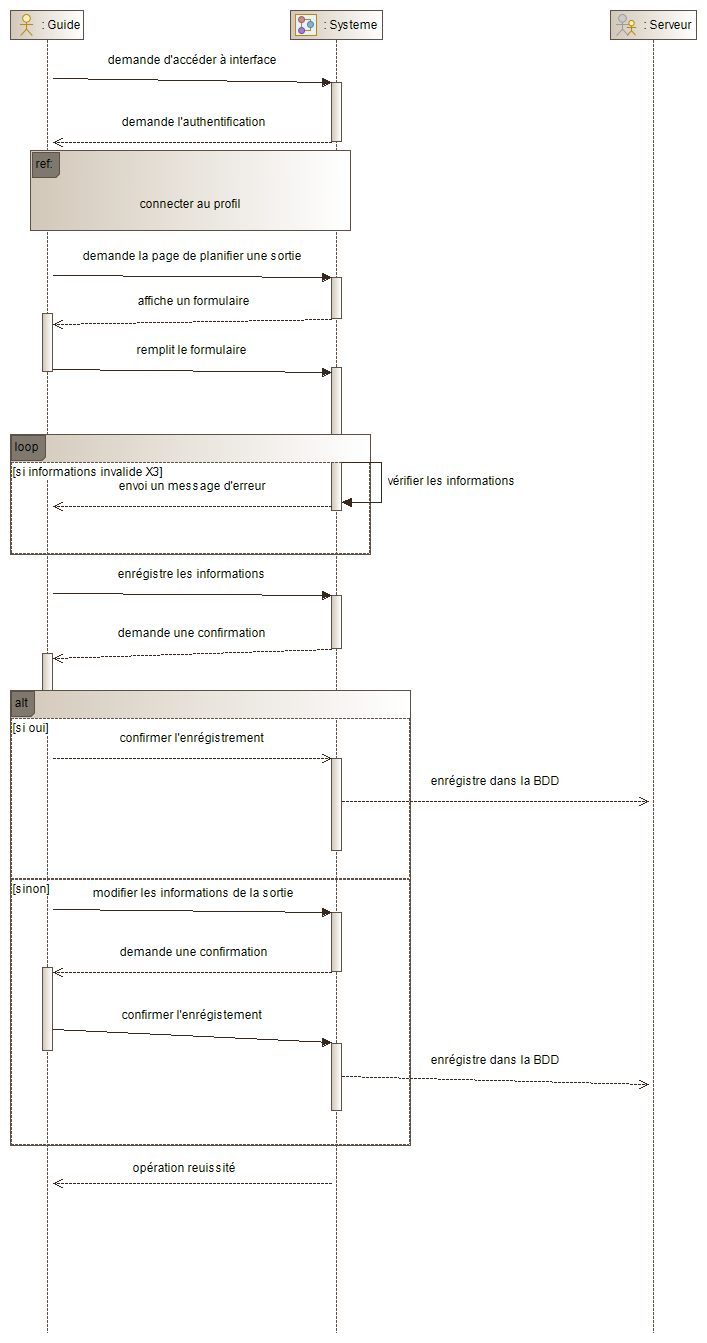 : Guide
: Systeme
: Serveur
demande d'accéder à interface
demande l'authentification
ref:
connecter au profil
demande la page de planifier une sortie
affiche un formulaire
remplit le formulaire
loop
[si informations invalide X3]
vérifier les informations
envoi un message d'erreur
enrégistre les informations
demande une confirmation
alt
[si oui]
confirmer l'enrégistrement
enrégistre dans la BDD
[sinon]
modifier les informations de la sortie
demande une confirmation
confirmer l'enrégistement
enrégistre dans la BDD
opération reuissité